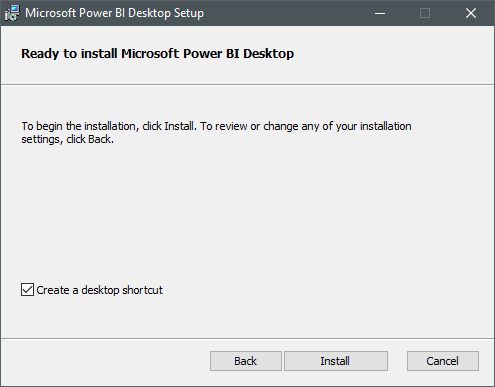 Microsoft Power BI Desktop Setup
Ready to install Microsoft Power BI Desktop
To begin the installation, click Install. To review or change any of your installation
settings, click Back.
Create a desktop shortcut
Back
Install
Cancel